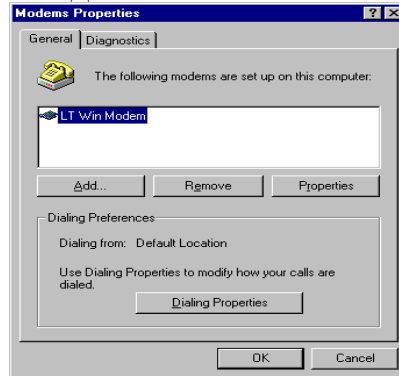 Modems Properties
General Diagnostics
The following modems are set up on this computer:
LT Win Modem
Add... Remove Properties
Dialing Preferences
Dialing from: Default Location
Use Dialing Properties to modify how your calls are
dialed.
Dialing Properties
OK Cancel